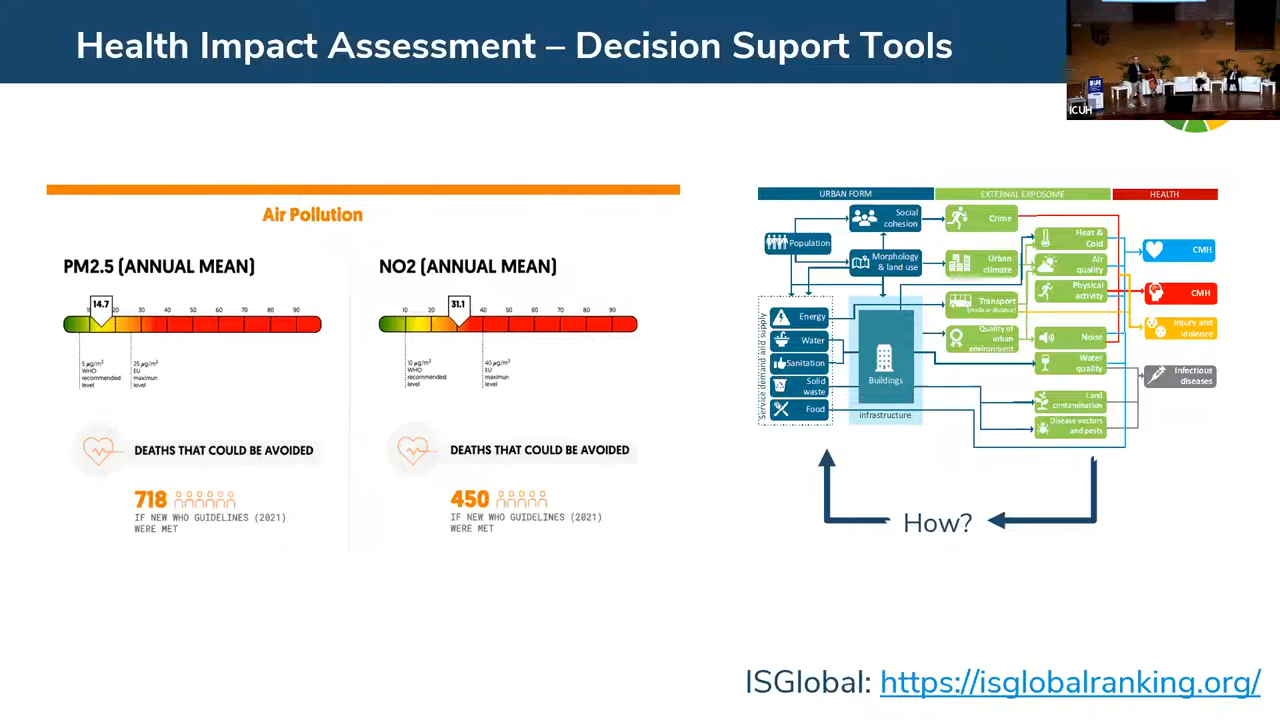 Health Impact Assessment – Decision Suport Tools
ICUH
Air Pollution
PM2.5 (ANNUAL MEAN)
14.7
20
30
40
50
60
70
80
90
5 µg/m³
WHO
recommended
level
25 µg/m³
EU
maximun
level
DEATHS THAT COULD BE AVOIDED
718
IF NEW WHO GUIDELINES (2021)
WERE MET
NO2 (ANNUAL MEAN)
31.1
10
20
40
50
60
70
80
90
10 µg/m³
WHO
recommended
level
40 µg/m³
EU
maximun
level
DEATHS THAT COULD BE AVOIDED
450
IF NEW WHO GUIDELINES (2021)
WERE MET
URBAN FORM
EXTERNAL EXPOSOME
HEALTH
Population
Social
cohesion
Morphology
& land use
Service demand and supply
Energy
Water
Sanitation
Solid
waste
Food
Buildings
infrastructure
Crime
Urban
climate
Transport
(mode or distance)
Quality of
urban
environment
Heat &
Cold
Air
quality
Physical
activity
Noise
Water
quality
Land
contamination
Disease vectors
and pests
CMH
CMH
Injury and
violence
Infectious
diseases
How?
ISGlobal: https://isglobalranking.org/